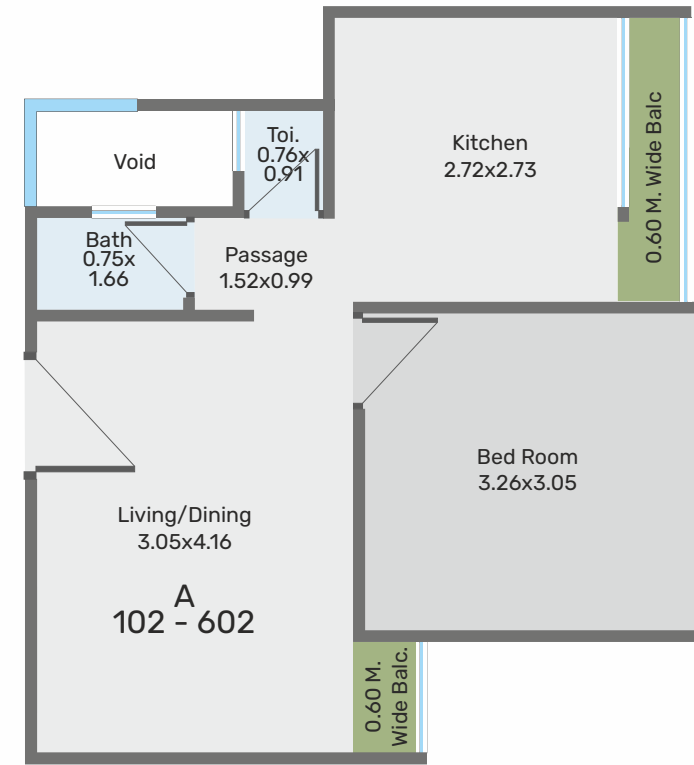 Void
Toi.
0.76x
0.91
Kitchen
2.72x2.73
0.60 M. Wide Balc
Bath
0.75x
1.66
Passage
1.52x0.99
Bed Room
3.26x3.05
Living/Dining
3.05x4.16
A
102 - 602
0.60 M.
Wide Balc.